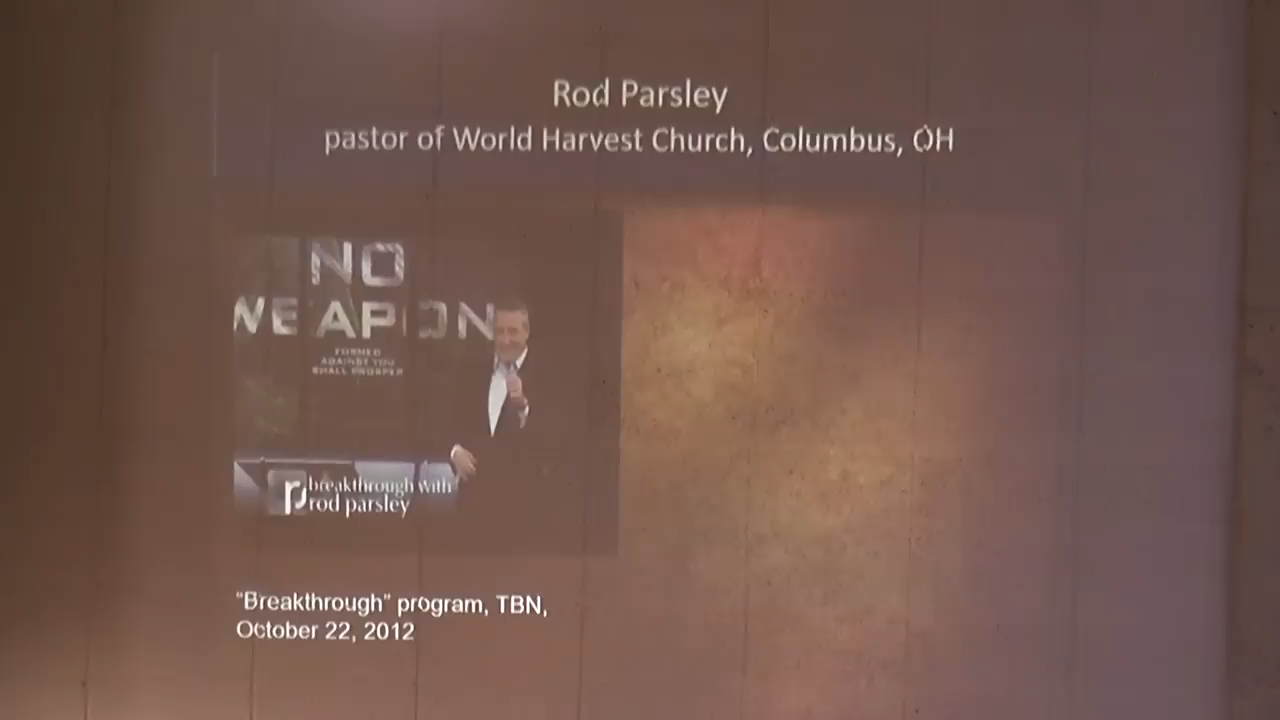 Rod Parsley
pastor of World Harvest Church, Columbus, OH
NO
WEAPON
FORMED
AGAINST YOU
SHALL PROSPER
breakthrough with
rod parsley
"Breakthrough" program, TBN,
October 22, 2012